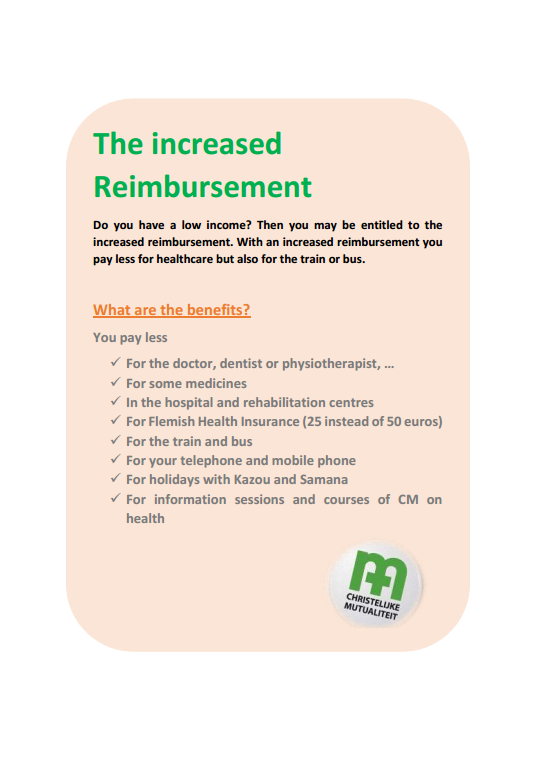 The increased
Reimbursement
Do you have a low income? Then you may be entitled to the
increased reimbursement. With an increased reimbursement you
pay less for healthcare but also for the train or bus.
What are the benefits?
You pay less
✓ For the doctor, dentist or physiotherapist, …
✓ For some medicines
✓ In the hospital and rehabilitation centres
✓ For Flemish Health Insurance (25 instead of 50 euros)
✓ For the train and bus
✓ For your telephone and mobile phone
✓ For holidays with Kazou and Samana
✓ For information sessions and courses of CM on
health
CHRISTELIJKE
MUTUALITEIT